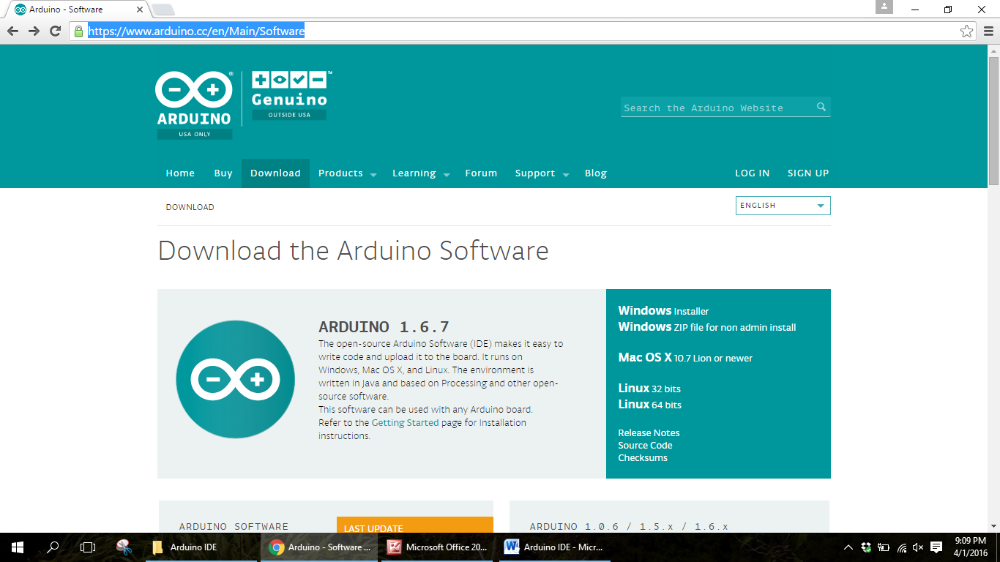 Arduino - Software
https://www.arduino.cc/en/Main/Software
ARDUINO
USA ONLY
Genuino
OUTSIDE USA
Search the Arduino Website
Home Buy Download Products Learning Forum Support Blog LOG IN SIGN UP
DOWNLOAD
ENGLISH
Download the Arduino Software
ARDUINO 1.6.7
The open-source Arduino Software (IDE) makes it easy to
write code and upload it to the board. It runs on
Windows, Mac OS X, and Linux. The environment is
written in Java and based on Processing and other open-
source software.
This software can be used with any Arduino board.
Refer to the Getting Started page for Installation
instructions.
Windows Installer
Windows ZIP file for non admin install
Mac OS X 10.7 Lion or newer
Linux 32 bits
Linux 64 bits
Release Notes
Source Code
Checksums
ARDUINO SOFTWARE
LAST UPDATE
ARDUINO 1.0.6 / 1.5.x / 1.6.x
Arduino IDE
Arduino - Software ...
Microsoft Office 20...
Arduino IDE - Micr...
9:09 PM
4/1/2016